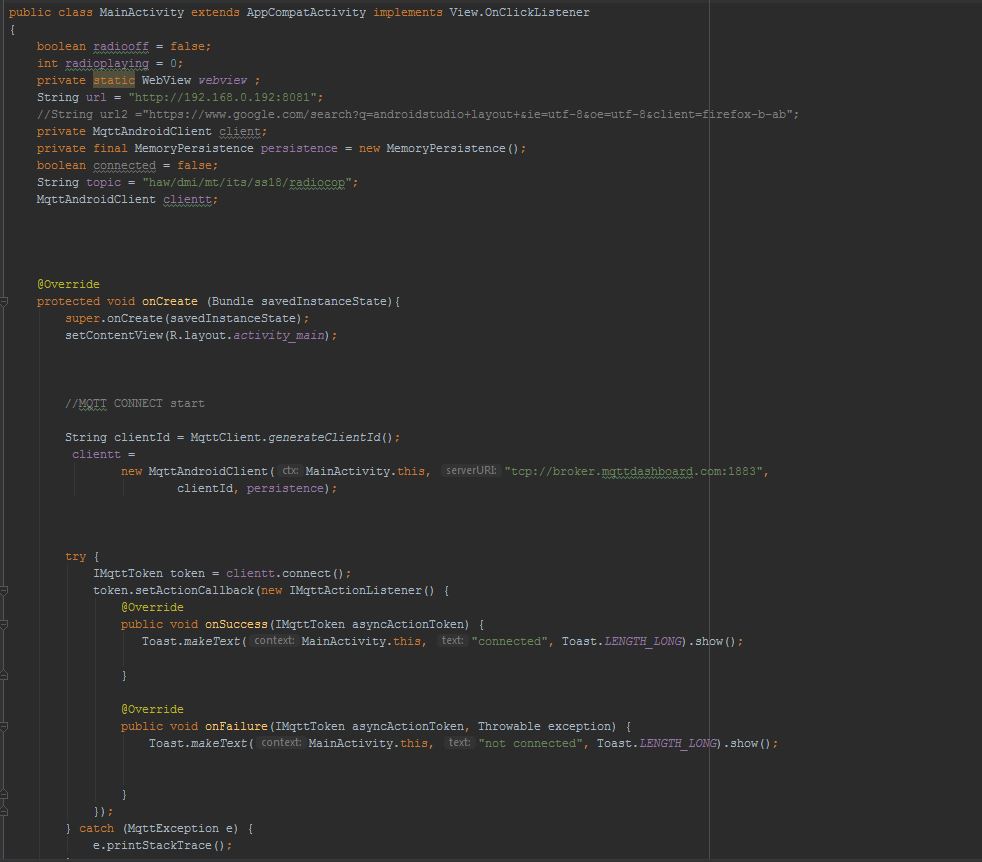 public class MainActivity extends AppCompatActivity implements View.OnClickListener
{
boolean radiooff = false;
int radioplaying = 0;
private static WebView webview ;
String url = "http://192.168.0.192:8081";
//String url2 ="https://www.google.com/search?q=androidstudio+layout+&ie=utf-8&oe=utf-8&client=firefox-b-ab";
private MqttAndroidClient client;
private final MemoryPersistence persistence = new MemoryPersistence();
boolean connected = false;
String topic = "haw/dmi/mt/its/ss18/radiocop";
MqttAndroidClient clientt;
@Override
protected void onCreate (Bundle savedInstanceState){
super.onCreate(savedInstanceState);
setContentView(R.layout.activity_main);
//MQTT CONNECT start
String clientId = MqttClient.generateClientId();
clientt =
new MqttAndroidClient( ctx: MainActivity.this, serverURI: "tcp://broker.mqttdashboard.com:1883",
clientId, persistence);
try {
IMqttToken token = clientt.connect();
token.setActionCallback(new IMqttActionListener() {
@Override
public void onSuccess(IMqttToken asyncActionToken) {
Toast.makeText( context: MainActivity.this, text: "connected", Toast.LENGTH_LONG).show();
}
@Override
public void onFailure(IMqttToken asyncActionToken, Throwable exception) {
Toast.makeText( context: MainActivity.this, text: "not connected", Toast.LENGTH_LONG).show();
}
});
} catch (MqttException e) {
e.printStackTrace();